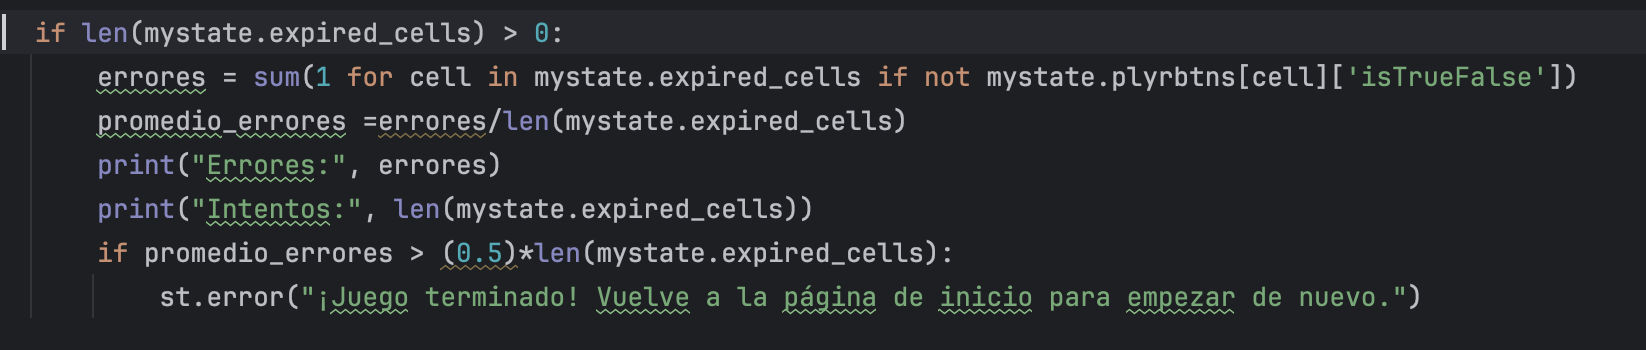 if len(mystate.expired_cells) > 0:
errores = sum(1 for cell in mystate.expired_cells if not mystate.plyrbtns[cell]['isTrueFalse'])
promedio_errores =errores/len(mystate.expired_cells)
print("Errores:", errores)
print("Intentos:", len(mystate.expired_cells))
if promedio_errores > (0.5)*len(mystate.expired_cells):
st.error("¡Juego terminado! Vuelve a la página de inicio para empezar de nuevo.")